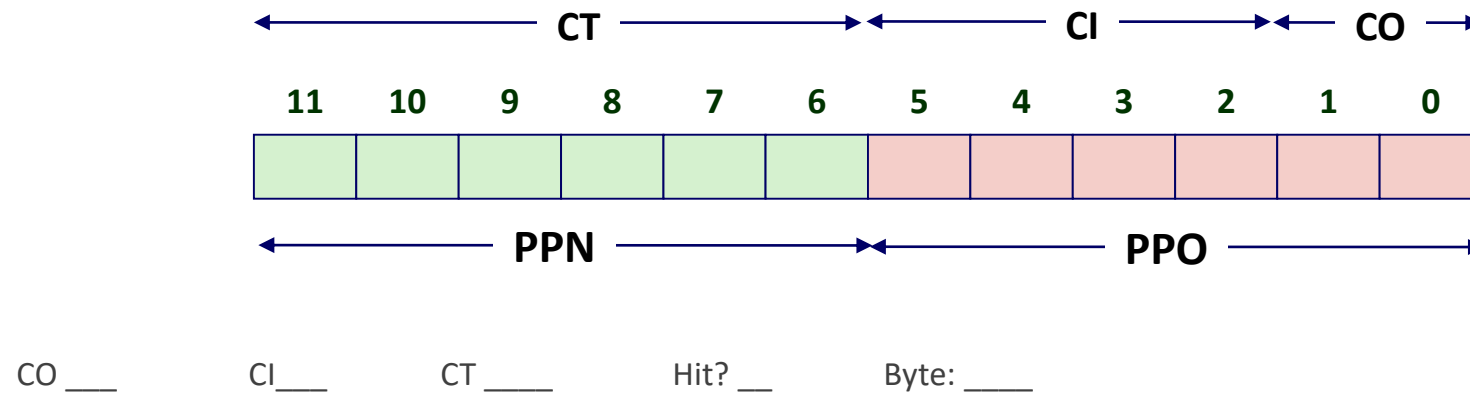 CT CI CO
11 10 9 8 7 6 5 4 3 2 1 0
PPN PPO
CO ___ CI___ CT ____ Hit? __ Byte: ____